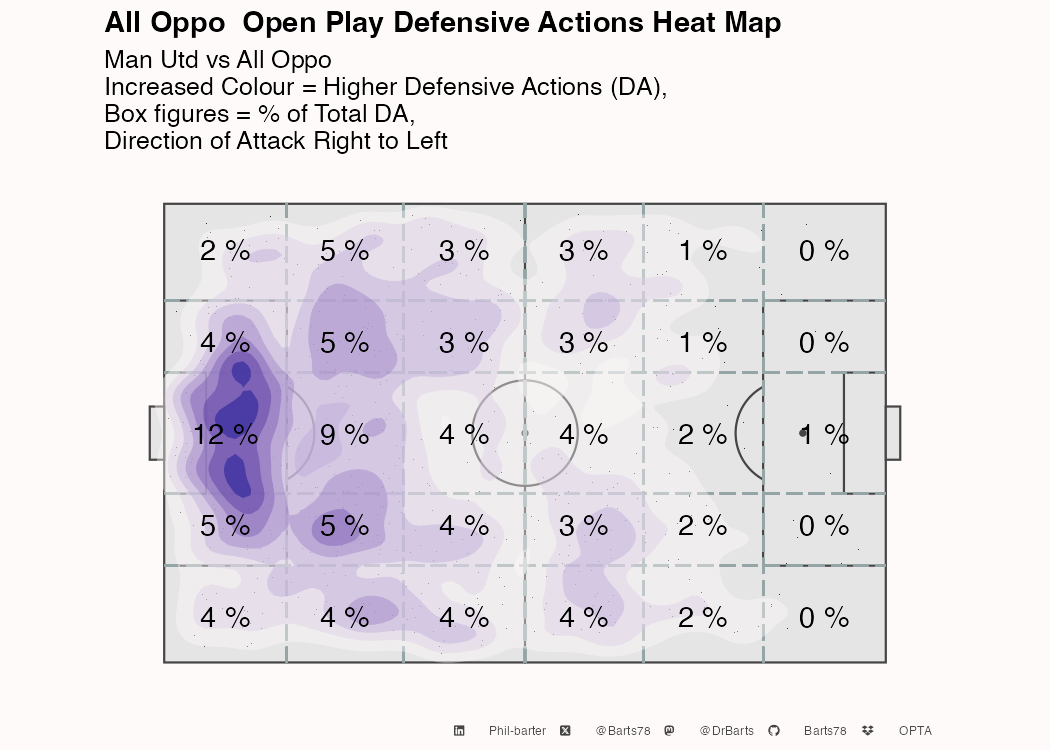 All Oppo  Open Play Defensive Actions Heat Map
Man Utd vs All Oppo
Increased Colour = Higher Defensive Actions (DA),
Box figures = % of Total DA,
Direction of Attack Right to Left
2 % 5 % 3 % 3 % 1 % 0 %
4 % 5 % 3 % 3 % 1 % 0 %
12 % 9 % 4 % 4 % 2 % 1 %
5 % 5 % 4 % 3 % 2 % 0 %
4 % 4 % 4 % 4 % 2 % 0 %
Phil-barter @Barts78 @DrBarts Barts78 OPTA